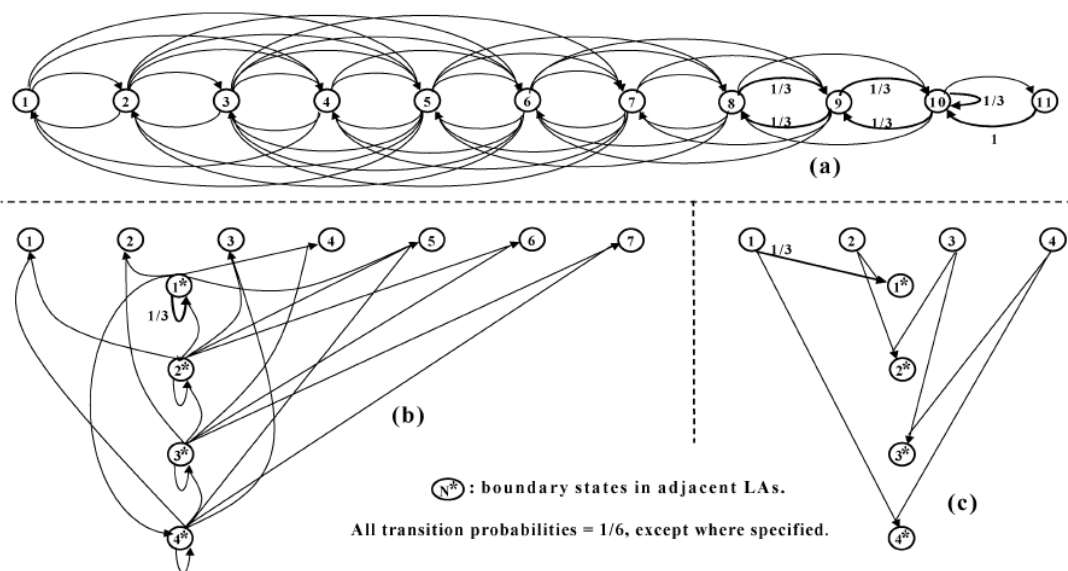 1 2 3 4 5 6 7 8 9 10 11
1/3 1/3 1/3
1/3 1/3 1
(a)
1 2 3 4 5 6 7
1*
1/3
2*
3*
4*
(b)
1 2 3 4
1/3
1*
2*
3*
4*
(c)
N* : boundary states in adjacent LAs.
All transition probabilities = 1/6, except where specified.